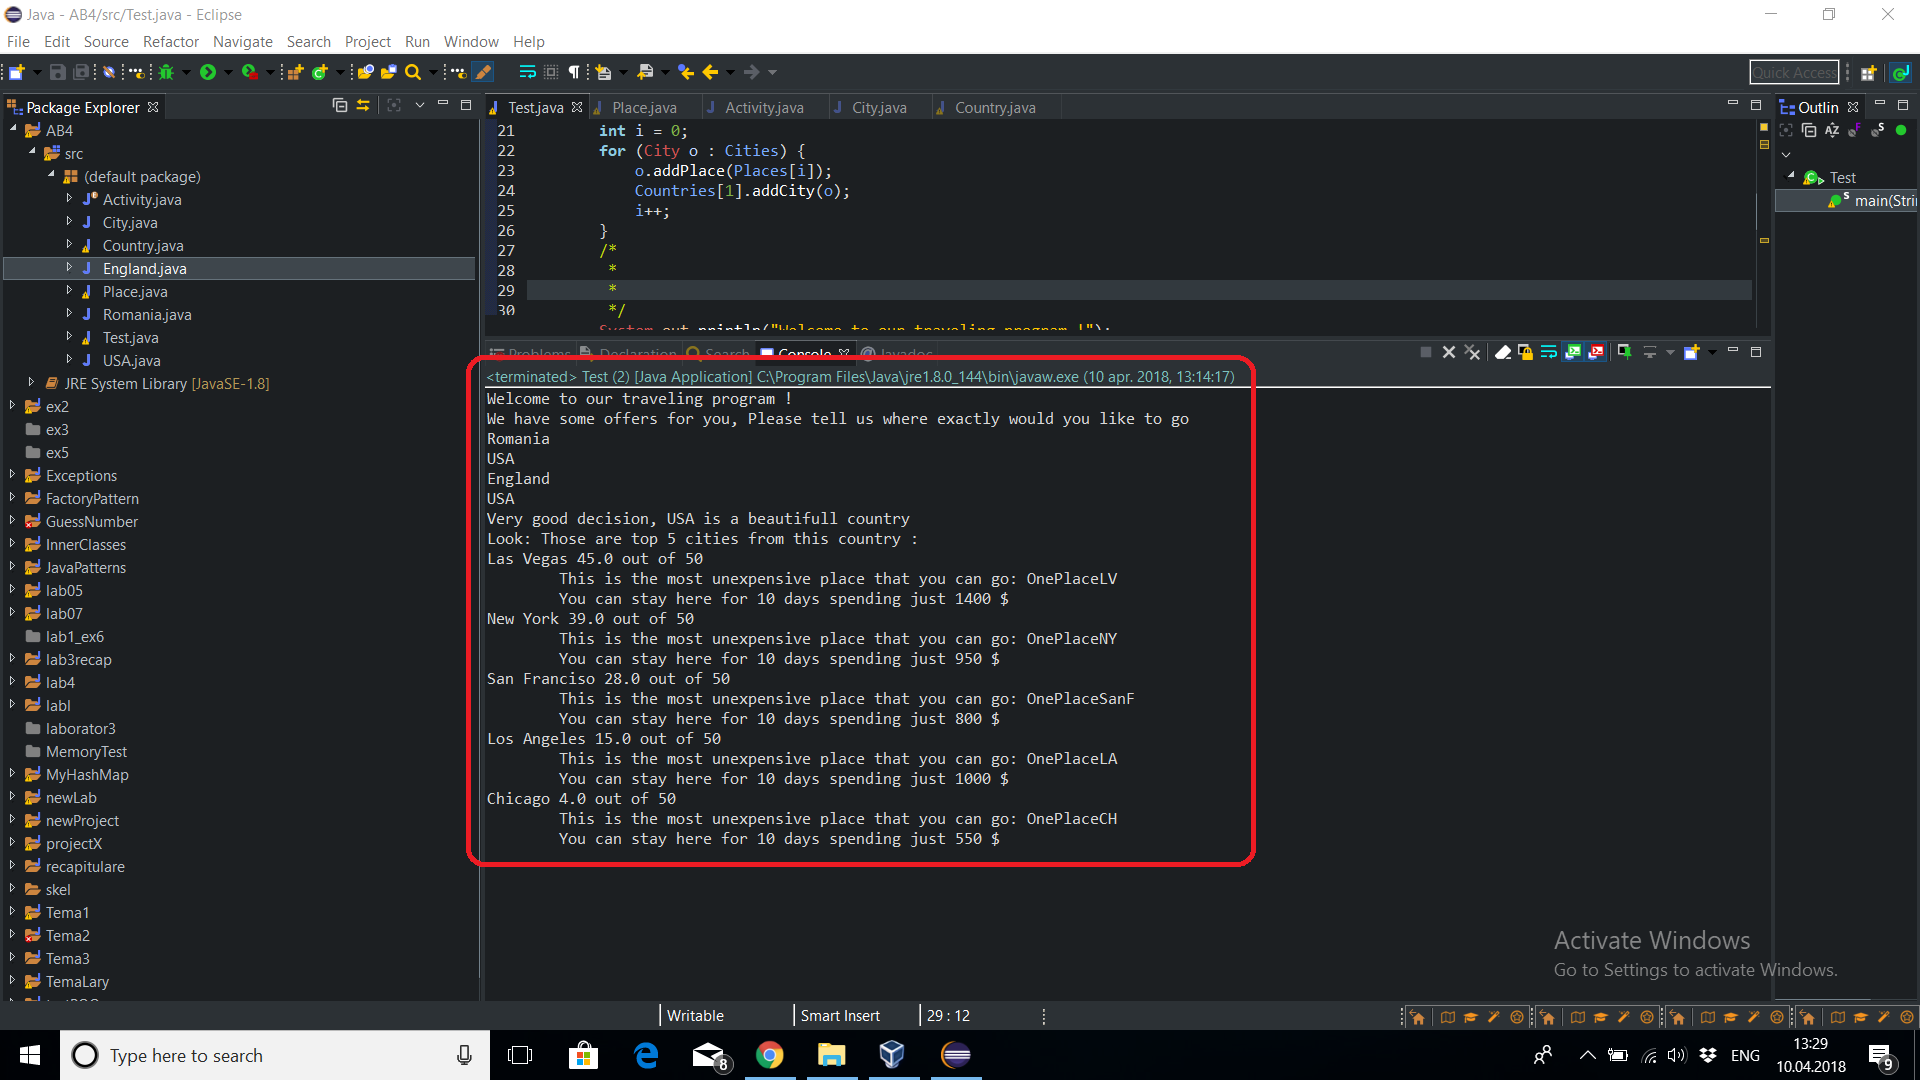 Java - AB4/src/Test.java - Eclipse
File Edit Source Refactor Navigate Search Project Run Window Help
Quick Access
Package Explorer
AB4
src
(default package)
Activity.java
City.java
Country.java
England.java
Place.java
Romania.java
Test.java
USA.java
JRE System Library [JavaSE-1.8]
ex2
ex3
ex5
Exceptions
FactoryPattern
GuessNumber
InnerClasses
JavaPatterns
lab05
lab07
lab1_ex6
lab3recap
lab4
labI
laborator3
MemoryTest
MyHashMap
newLab
newProject
projectX
recapitulare
skel
Tema1
Tema2
Tema3
TemaLary
Test.java Place.java Activity.java City.java Country.java
21 int i = 0;
22 for (City o : Cities) {
23 o.addPlace(Places[i]);
24 Countries[1].addCity(o);
25 i++;
26 }
27 /*
28 *
29 *
30 */
System.out.println("Welcome to our traveling program !");
Problems Declaration Search Console Javadoc
<terminated> Test (2) [Java Application] C:\Program Files\Java\jre1.8.0_144\bin\javaw.exe (10 apr. 2018, 13:14:17)
Welcome to our traveling program !
We have some offers for you, Please tell us where exactly would you like to go
Romania
USA
England
USA
Very good decision, USA is a beautifull country
Look: Those are top 5 cities from this country :
Las Vegas 45.0 out of 50
This is the most unexpensive place that you can go: OnePlaceLV
You can stay here for 10 days spending just 1400 $
New York 39.0 out of 50
This is the most unexpensive place that you can go: OnePlaceNY
You can stay here for 10 days spending just 950 $
San Franciso 28.0 out of 50
This is the most unexpensive place that you can go: OnePlaceSanF
You can stay here for 10 days spending just 800 $
Los Angeles 15.0 out of 50
This is the most unexpensive place that you can go: OnePlaceLA
You can stay here for 10 days spending just 1000 $
Chicago 4.0 out of 50
This is the most unexpensive place that you can go: OnePlaceCH
You can stay here for 10 days spending just 550 $
Outlin
Test
main(Stri
Activate Windows
Go to Settings to activate Windows.
Writable Smart Insert 29 : 12
Type here to search
8
ENG
13:29
10.04.2018
9